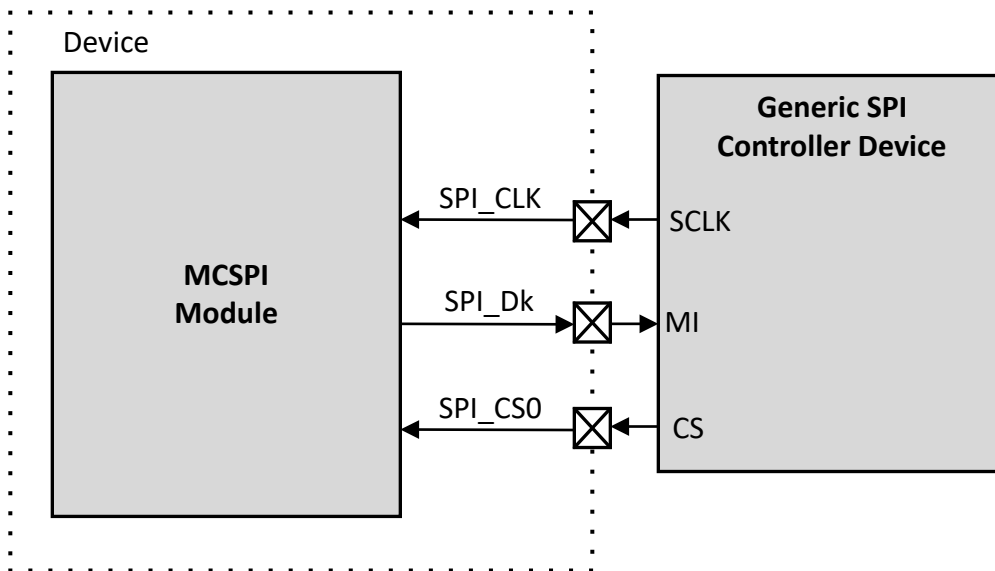 Device
Generic SPI
Controller Device
SPI_CLK
SCLK
MCSPI
Module
SPI_Dk
MI
SPI_CS0
CS